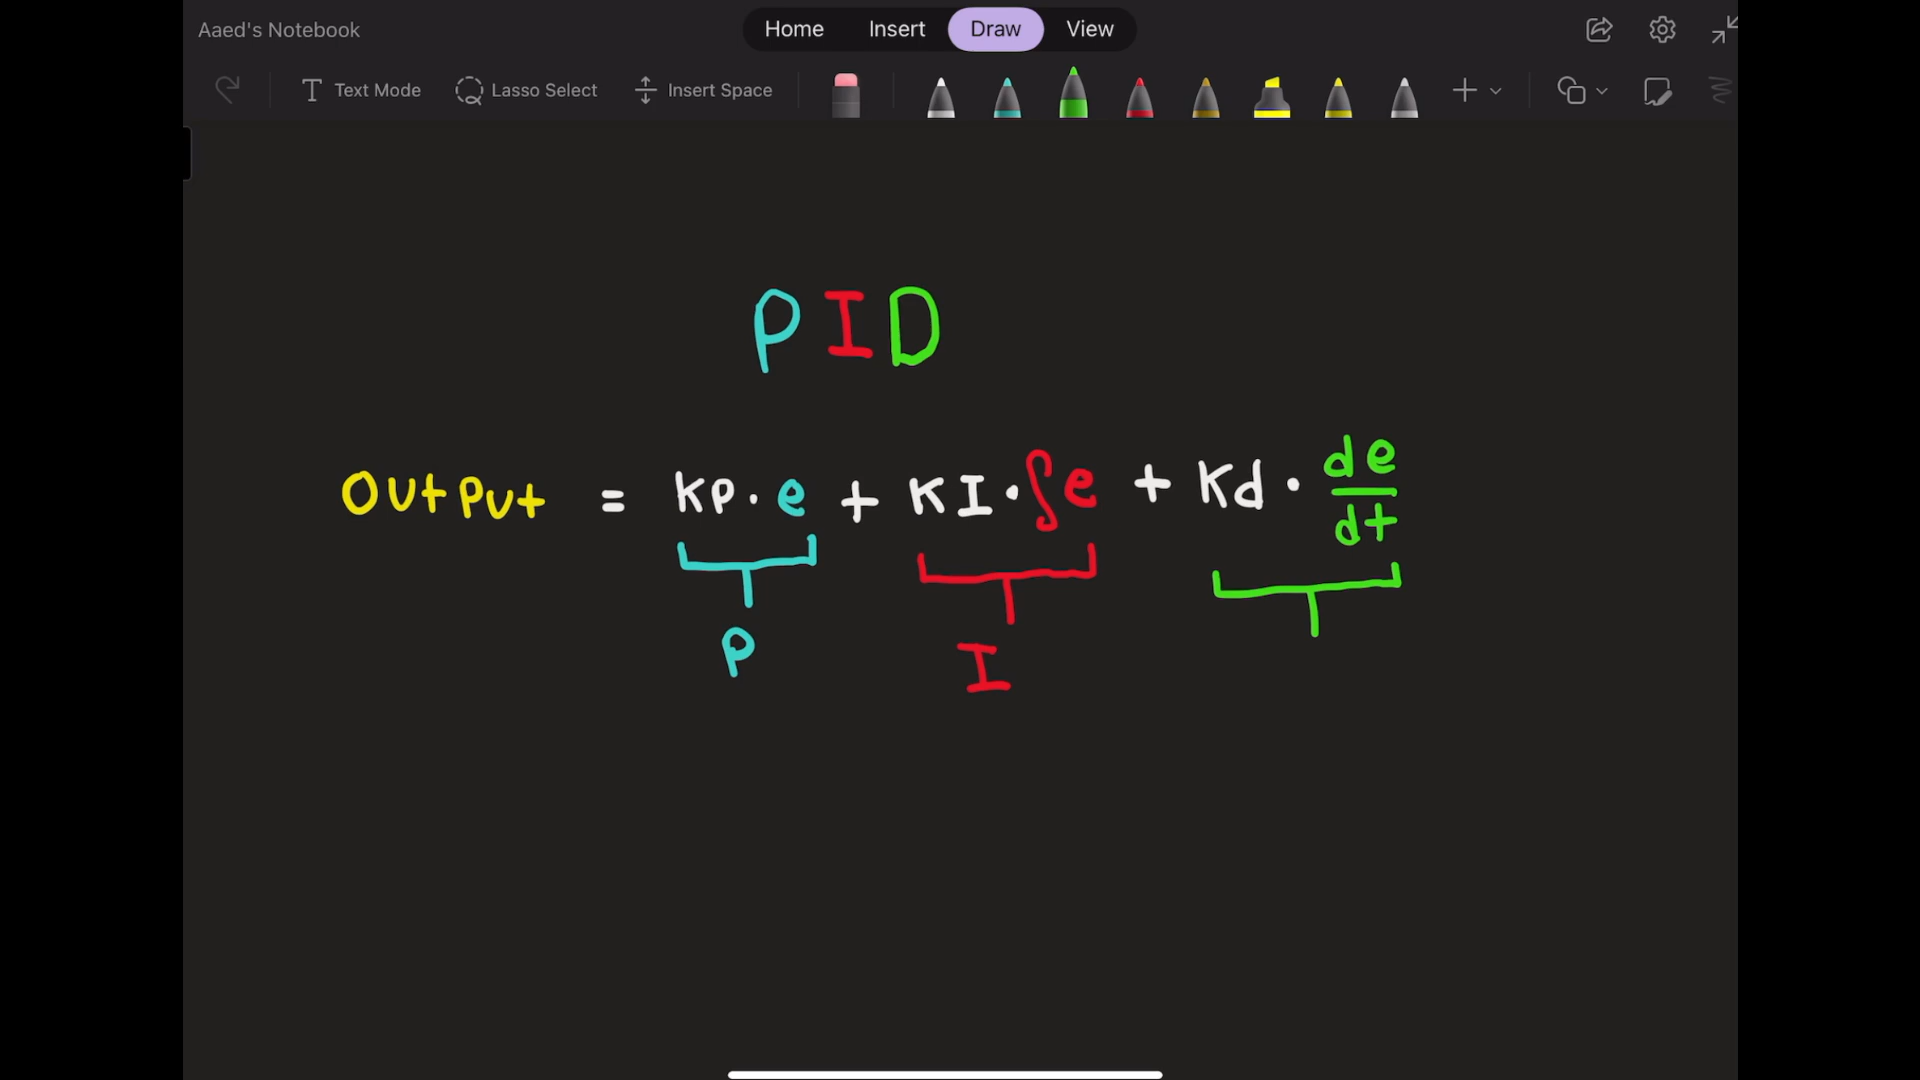 Aaed's Notebook
Home Insert Draw View
Text Mode Lasso Select Insert Space
PID
Output = kp · e + KI · ∫e + Kd · de/dt
P I